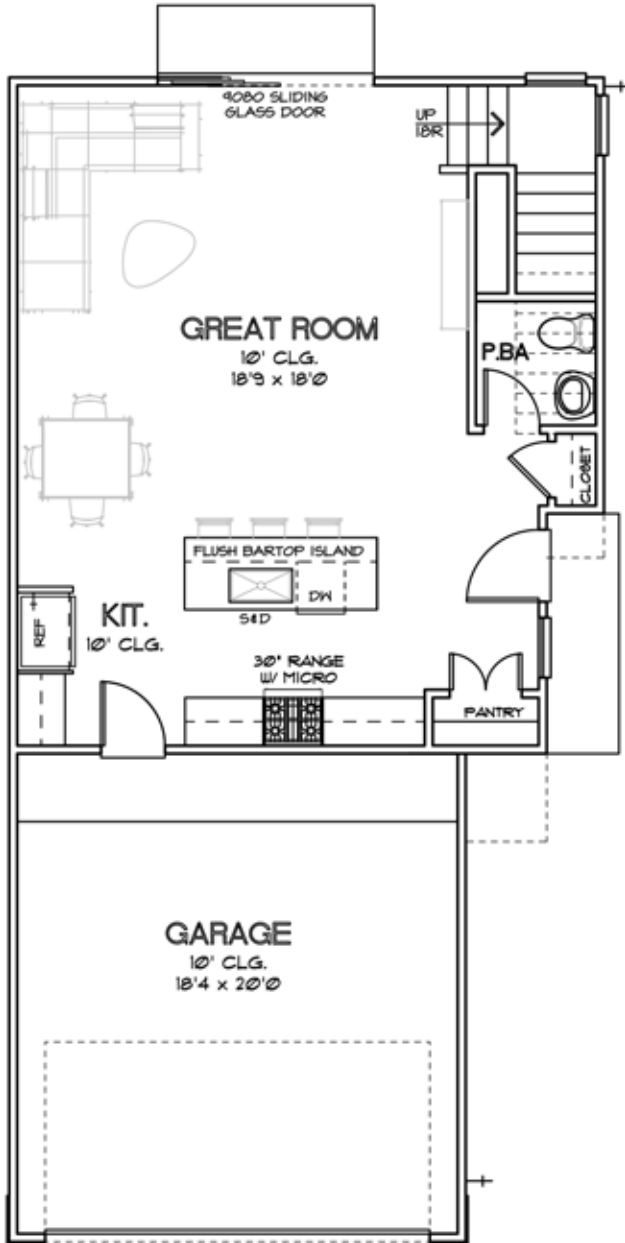 9080 SLIDING
GLASS DOOR
UP
18R
GREAT ROOM
10' CLG.
18'9 x 18'0
P.BA
CLOSET
FLUSH BARTOP ISLAND
DW
S&D
REF
KIT.
10' CLG.
30" RANGE
W/ MICRO
PANTRY
GARAGE
10' CLG.
18'4 x 20'0